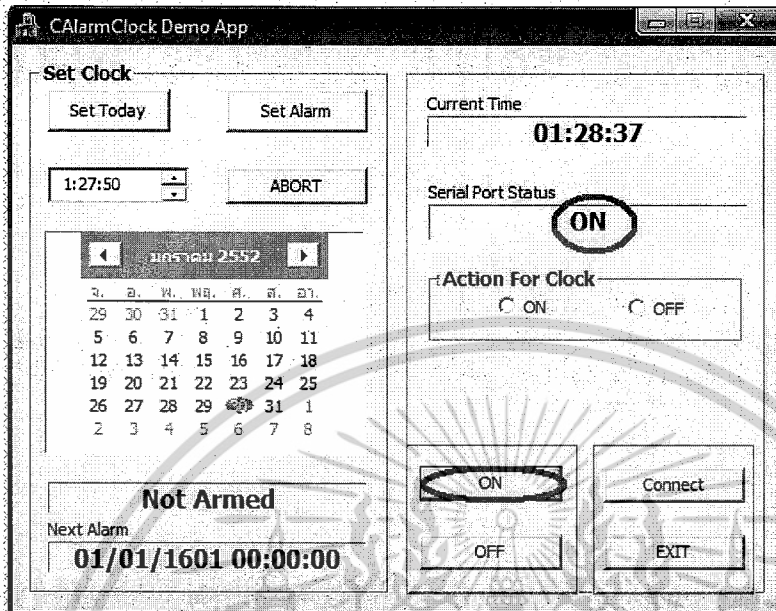 CAlarmClock Demo App
Set Clock
Set Today
Set Alarm
1:27:50
ABORT
มกราคม 2552
จ. อ. พ. พฤ. ศ. ส. อา.
29 30 31 1 2 3 4
5 6 7 8 9 10 11
12 13 14 15 16 17 18
19 20 21 22 23 24 25
26 27 28 29 31 1
2 3 4 5 6 7 8
Not Armed
Next Alarm
01/01/1601 00:00:00
Current Time
01:28:37
Serial Port Status
ON
Action For Clock
ON
OFF
ON
OFF
Connect
EXIT